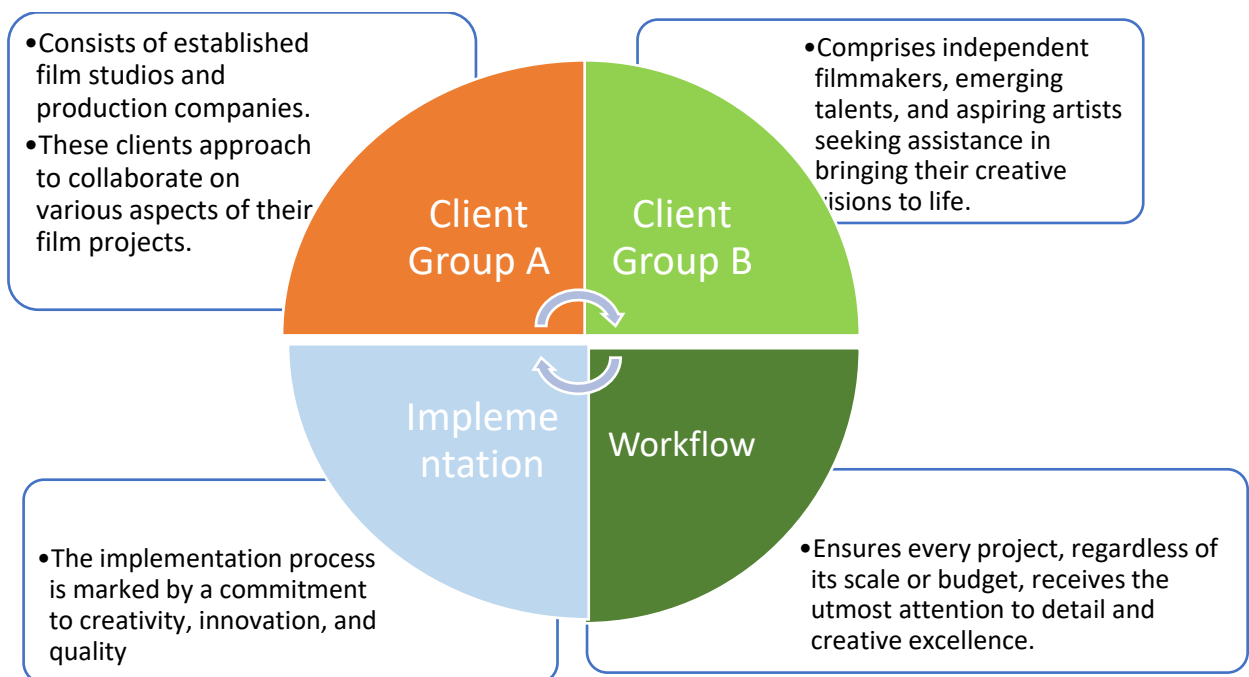 •Consists of established
film studios and
production companies.
•These clients approach
to collaborate on
various aspects of their
film projects.
•Comprises independent
filmmakers, emerging
talents, and aspiring artists
seeking assistance in
bringing their creative
visions to life.
Client
Group A
Client
Group B
Impleme
ntation
Workflow
•The implementation process
is marked by a commitment
to creativity, innovation, and
quality
•Ensures every project, regardless of
its scale or budget, receives the
utmost attention to detail and
creative excellence.